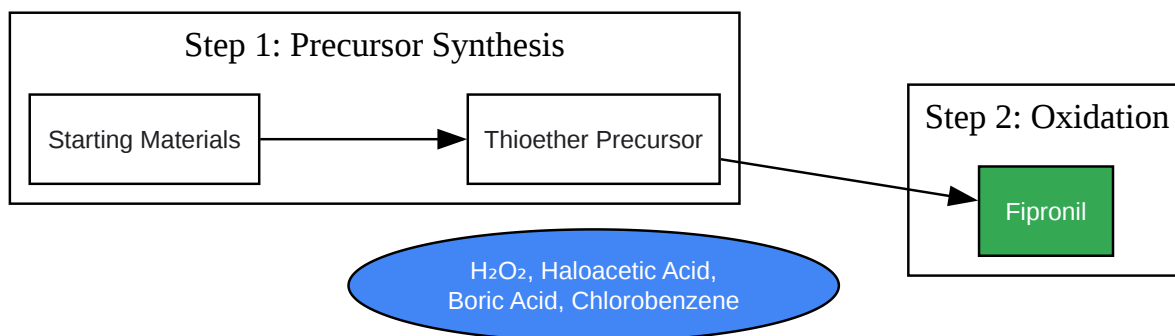 Step 1: Precursor Synthesis
Starting Materials
Thioether Precursor
Step 2: Oxidation
Fipronil
H₂O₂, Haloacetic Acid,
Boric Acid, Chlorobenzene